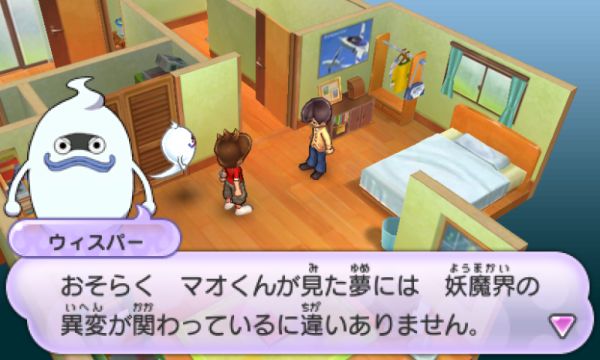 ウィスパー
おそらく　マオくんが見た夢には　妖魔界の
異変が関わっているに違いありません。